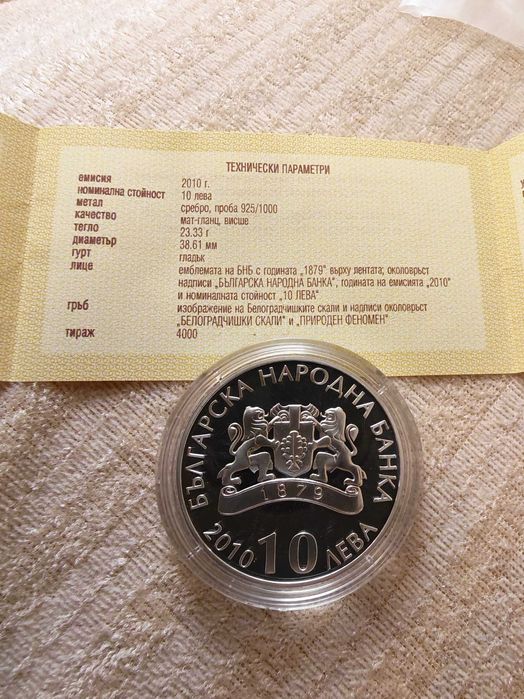 ТЕХНИЧЕСКИ ПАРАМЕТРИ
емисия 2010 г.
номинална стойност 10 лева
метал сребро, проба 925/1000
качество мат-гланц, висше
тегло 23.33 г
диаметър 38.61 мм
гурт гладък
лице емблемата на БНБ с годината „1879" върху лентата; околовръст
надписи „БЪЛГАРСКА НАРОДНА БАНКА", годината на емисията „2010"
и номиналната стойност „10 ЛЕВА"
гръб изображение на Белоградчишките скали и надписи околовръст
„БЕЛОГРАДЧИШКИ СКАЛИ" и „ПРИРОДЕН ФЕНОМЕН"
тираж 4000
БЪЛГАРСКА НАРОДНА БАНКА
1879
2010 10 ЛЕВА